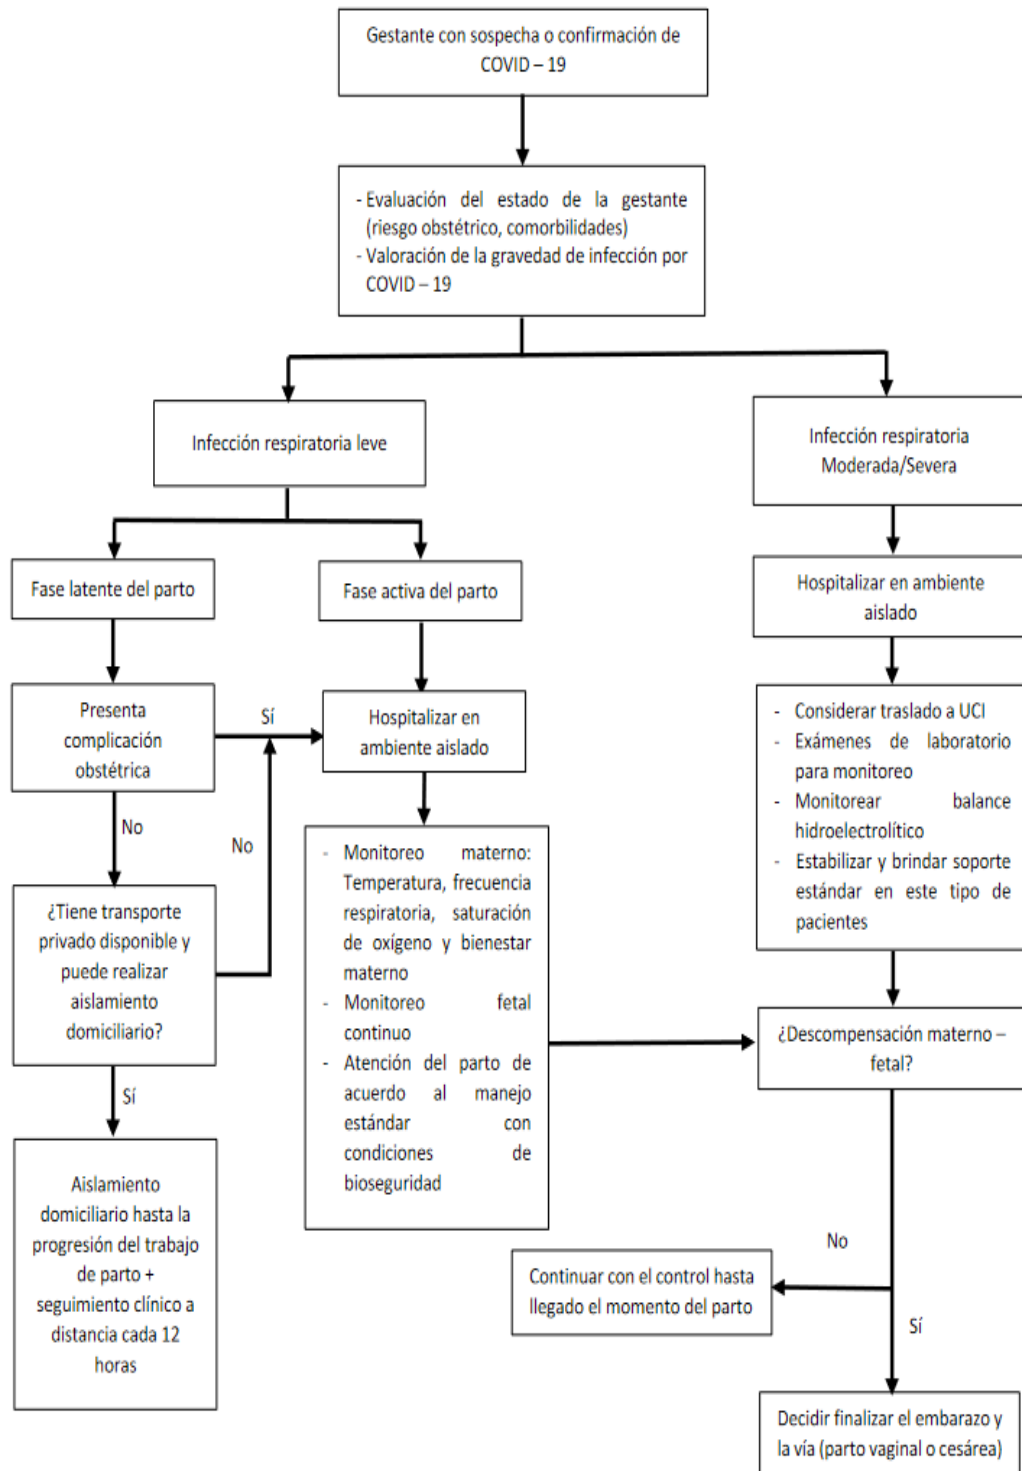 Gestante con sospecha o confirmación de
COVID – 19
- Evaluación del estado de la gestante
(riesgo obstétrico, comorbilidades)
- Valoración de la gravedad de infección por
COVID – 19
Infección respiratoria leve
Infección respiratoria
Moderada/Severa
Fase latente del parto
Fase activa del parto
Hospitalizar en ambiente
aislado
Presenta
complicación
obstétrica
Sí
Hospitalizar en
ambiente aislado
- Considerar traslado a UCI
- Exámenes de laboratorio
para monitoreo
- Monitorear balance
hidroelectrolítico
- Estabilizar y brindar soporte
estándar en este tipo de
pacientes
No
No
¿Tiene transporte
privado disponible y
puede realizar
aislamiento
domiciliario?
- Monitoreo materno:
Temperatura, frecuencia
respiratoria, saturación
de oxígeno y bienestar
materno
- Monitoreo fetal
continuo
- Atención del parto de
acuerdo al manejo
estándar con
condiciones de
bioseguridad
¿Descompensación materno –
fetal?
Sí
Aislamiento
domiciliario hasta la
progresión del trabajo
de parto +
seguimiento clínico a
distancia cada 12
horas
No
Continuar con el control hasta
llegado el momento del parto
Sí
Decidir finalizar el embarazo y
la vía (parto vaginal o cesárea)